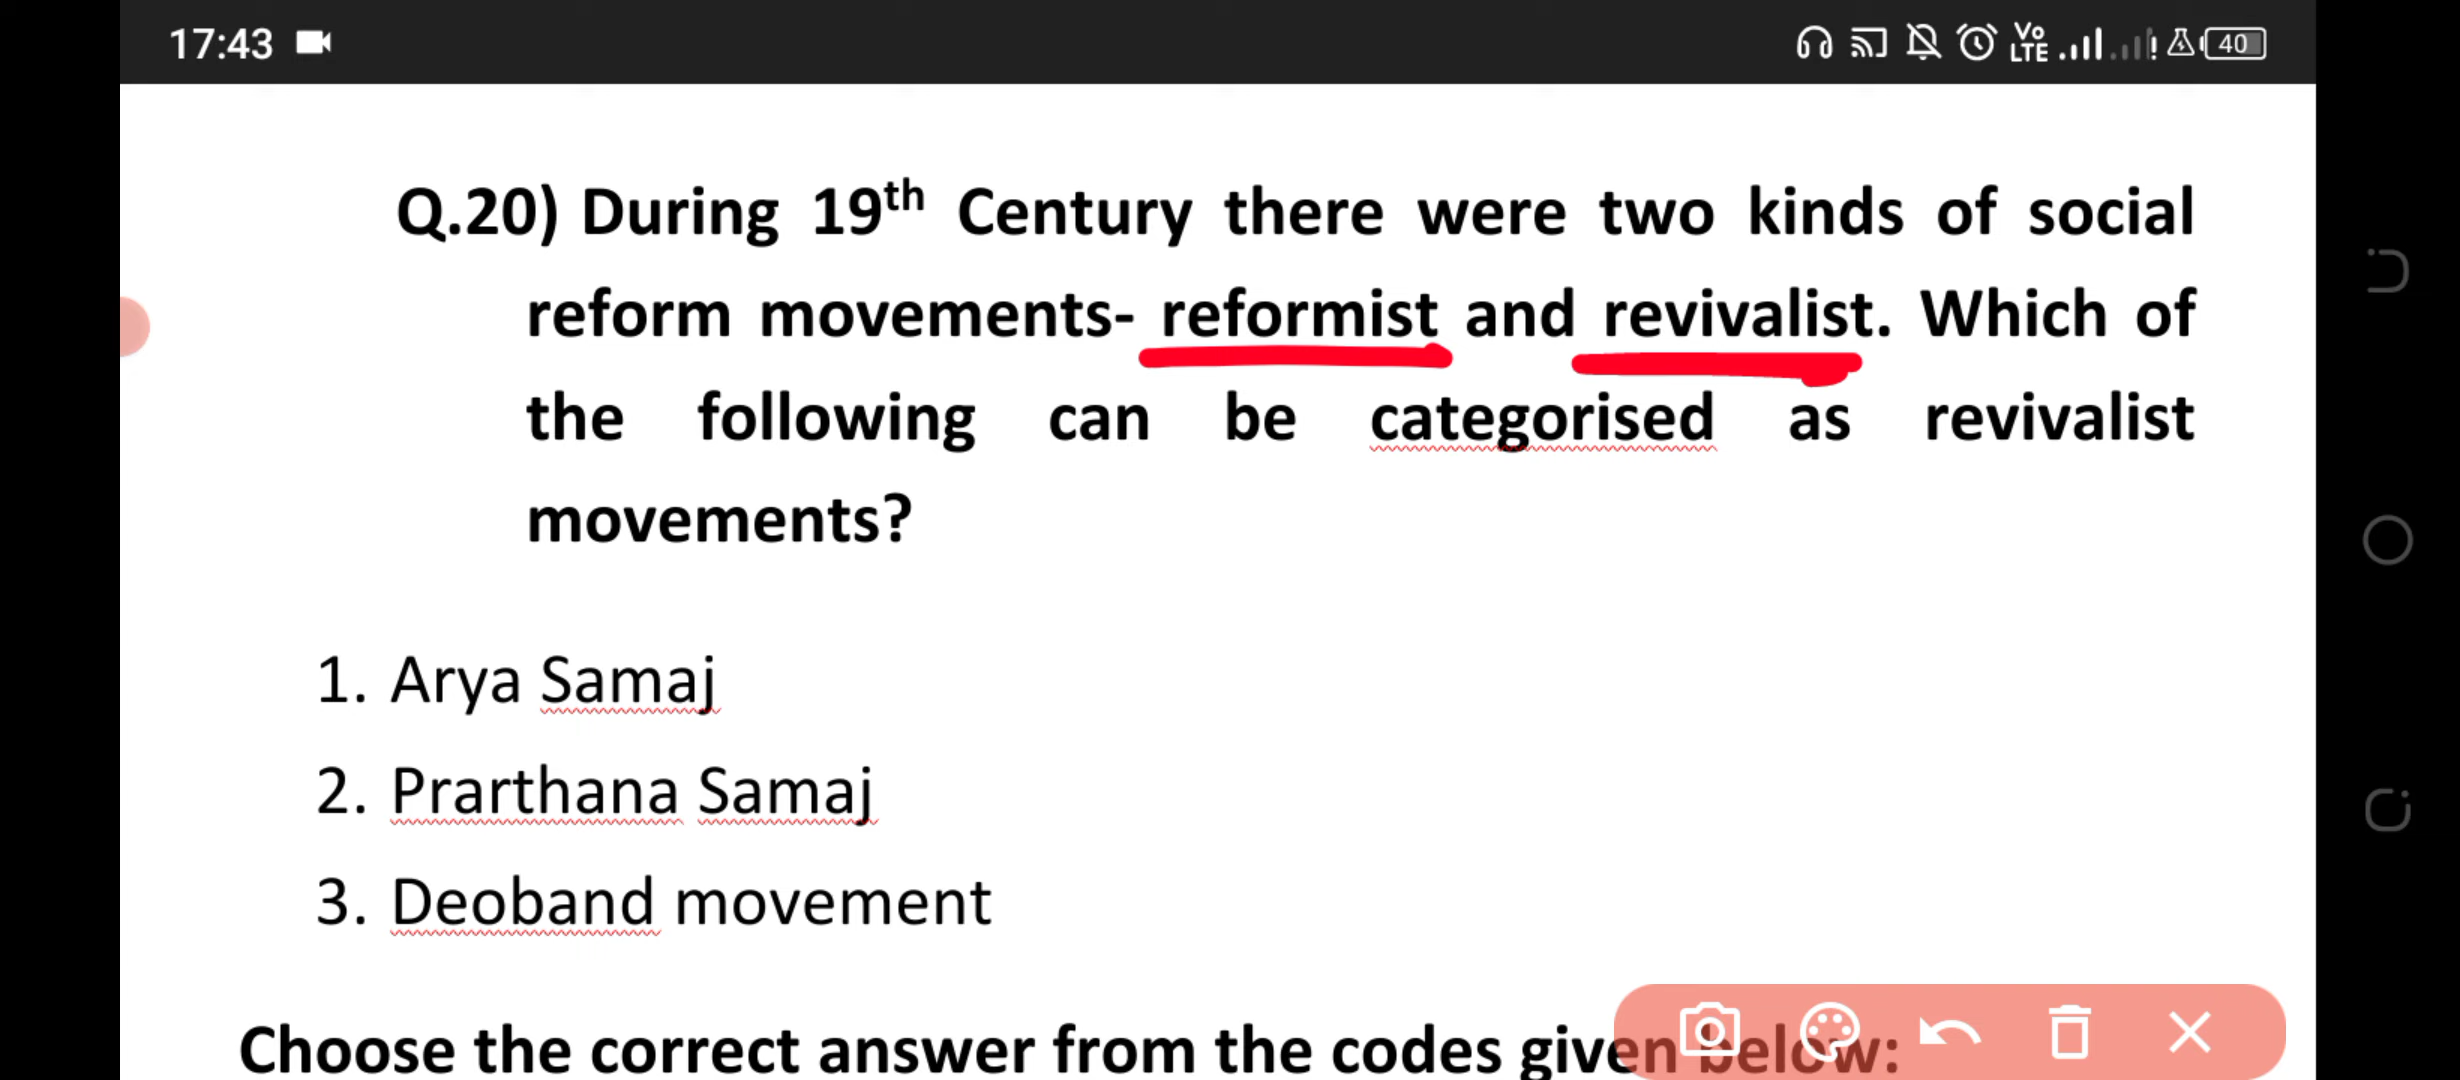 17:43 Vo LTE 40
Q.20) During 19th Century there were two kinds of social
reform movements- reformist and revivalist. Which of
the following can be categorised as revivalist
movements?
1. Arya Samaj
2. Prarthana Samaj
3. Deoband movement
Choose the correct answer from the codes given below: